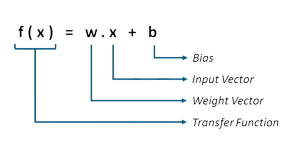 f(x) = w.x + b
Bias
Input Vector
Weight Vector
Transfer Function